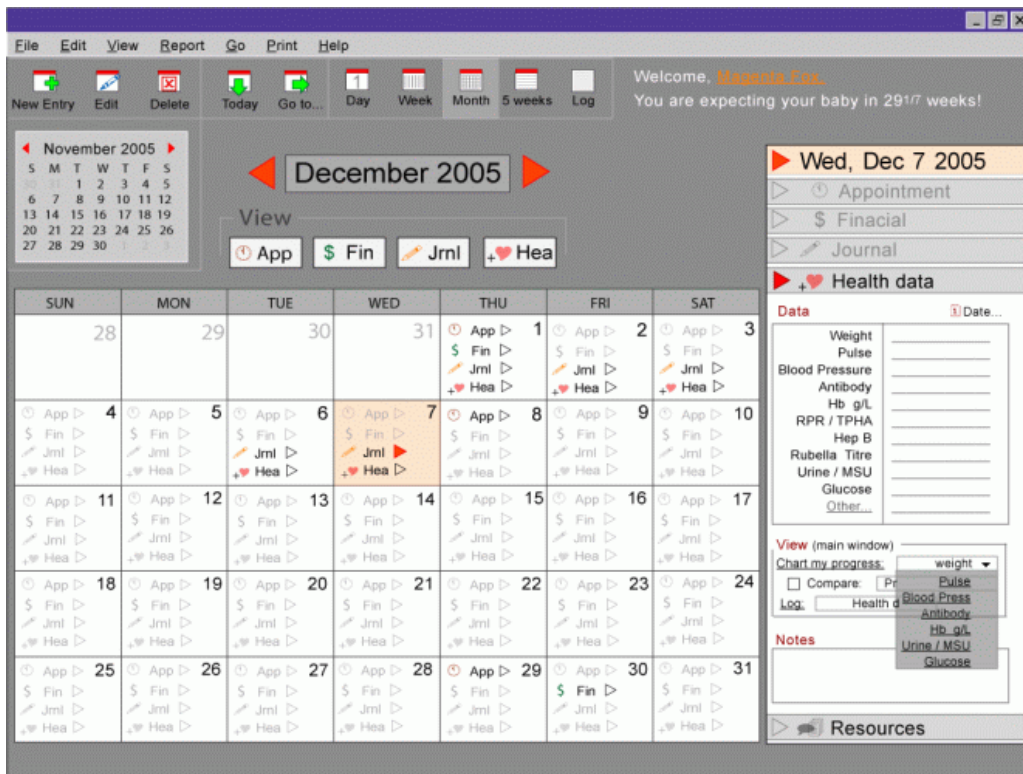 File Edit View Report Go Print Help
New Entry Edit Delete Today Go to... Day Week Month 5 weeks Log
1
Welcome, Magenta Fox.
You are expecting your baby in 29 1/7 weeks!
November 2005
S M T W T F S
30 31 1 2 3 4 5
6 7 8 9 10 11 12
13 14 15 16 17 18 19
20 21 22 23 24 25 26
27 28 29 30 1 2 3
December 2005
View
App $ Fin Jrnl Hea
SUN MON TUE WED THU FRI SAT
28 29 30 31 App 1 App 2 App 3
$ Fin $ Fin $ Fin
Jrnl Jrnl Jrnl
Hea Hea Hea
App 4 App 5 App 6 App 7 App 8 App 9 App 10
$ Fin $ Fin $ Fin $ Fin $ Fin $ Fin $ Fin
Jrnl Jrnl Jrnl Jrnl Jrnl Jrnl Jrnl
Hea Hea Hea Hea Hea Hea Hea
App 11 App 12 App 13 App 14 App 15 App 16 App 17
$ Fin $ Fin $ Fin $ Fin $ Fin $ Fin $ Fin
Jrnl Jrnl Jrnl Jrnl Jrnl Jrnl Jrnl
Hea Hea Hea Hea Hea Hea Hea
App 18 App 19 App 20 App 21 App 22 App 23 App 24
$ Fin $ Fin $ Fin $ Fin $ Fin $ Fin $ Fin
Jrnl Jrnl Jrnl Jrnl Jrnl Jrnl Jrnl
Hea Hea Hea Hea Hea Hea Hea
App 25 App 26 App 27 App 28 App 29 App 30 App 31
$ Fin $ Fin $ Fin $ Fin $ Fin $ Fin $ Fin
Jrnl Jrnl Jrnl Jrnl Jrnl Jrnl Jrnl
Hea Hea Hea Hea Hea Hea Hea
Wed, Dec 7 2005
Appointment
$ Finacial
Journal
Health data
Data 1 Date...
Weight
Pulse
Blood Pressure
Antibody
Hb g/L
RPR / TPHA
Hep B
Rubella Titre
Urine / MSU
Glucose
Other...
View (main window)
Chart my progress: weight
Compare: Pr
Log: Health d
Pulse
Blood Press
Antibody
Hb g/L
Urine / MSU
Glucose
Notes
Resources